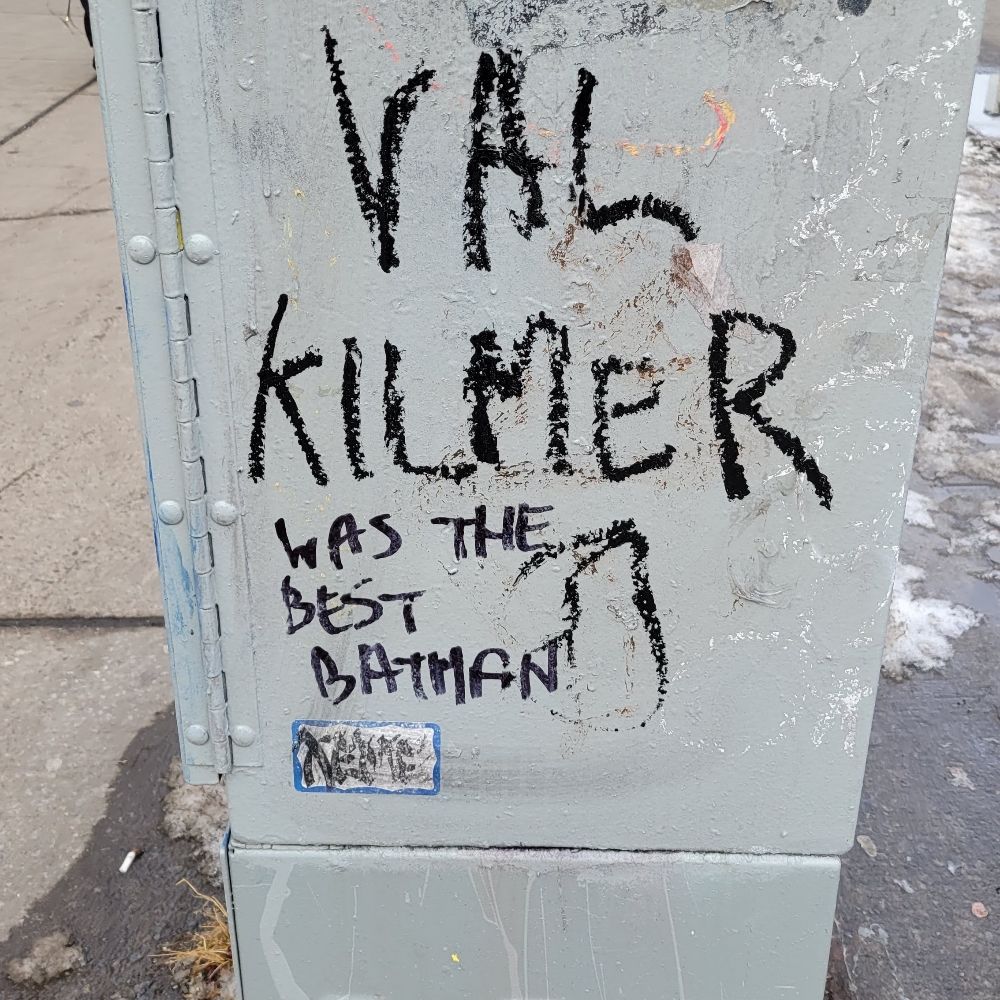 VAL
KILMER
WAS THE
BEST
BATMAN